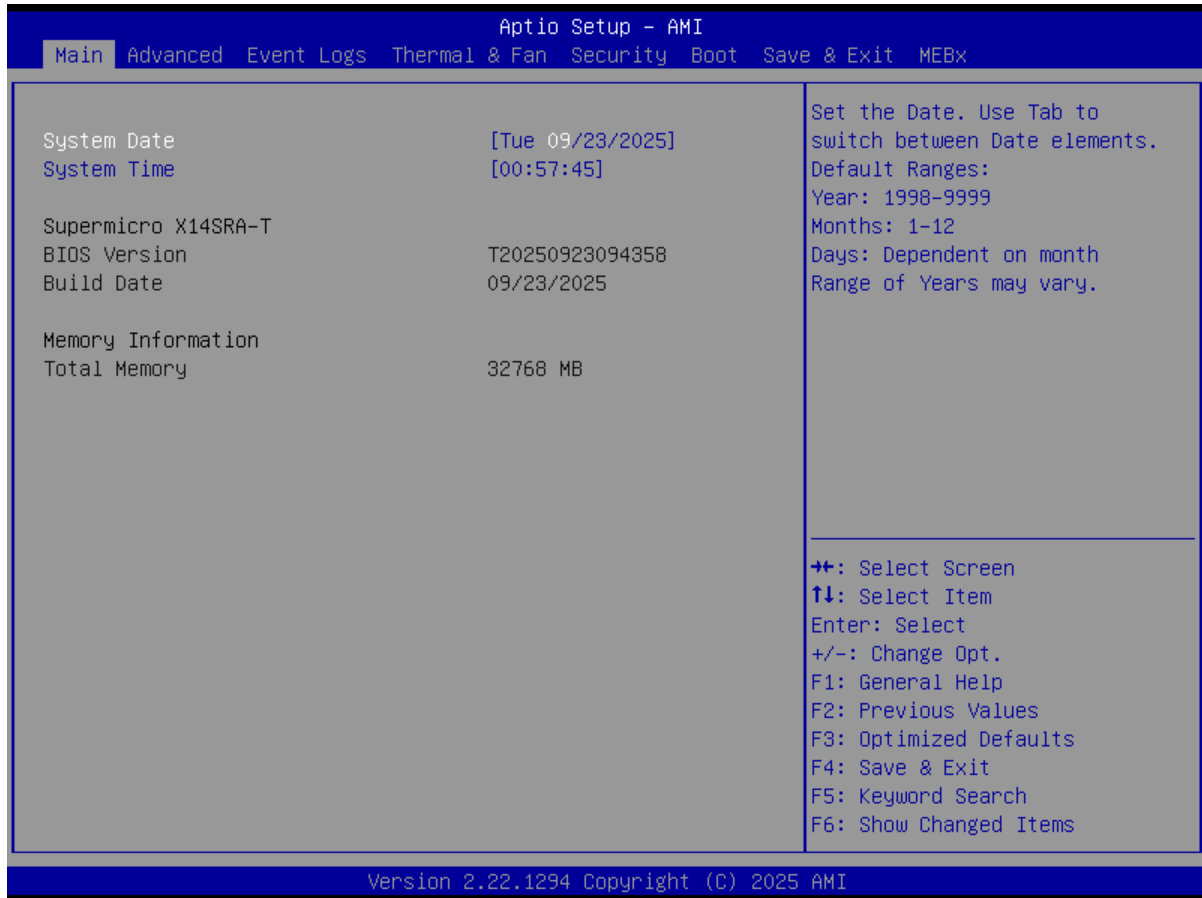 Aptio Setup – AMI
Main Advanced Event Logs Thermal & Fan Security Boot Save & Exit MEBx
System Date [Tue 09/23/2025]
System Time [00:57:45]
Supermicro X14SRA-T
BIOS Version T20250923094358
Build Date 09/23/2025
Memory Information
Total Memory 32768 MB
Set the Date. Use Tab to
switch between Date elements.
Default Ranges:
Year: 1998-9999
Months: 1-12
Days: Dependent on month
Range of Years may vary.
→←: Select Screen
↑↓: Select Item
Enter: Select
+/-: Change Opt.
F1: General Help
F2: Previous Values
F3: Optimized Defaults
F4: Save & Exit
F5: Keyword Search
F6: Show Changed Items
Version 2.22.1294 Copyright (C) 2025 AMI